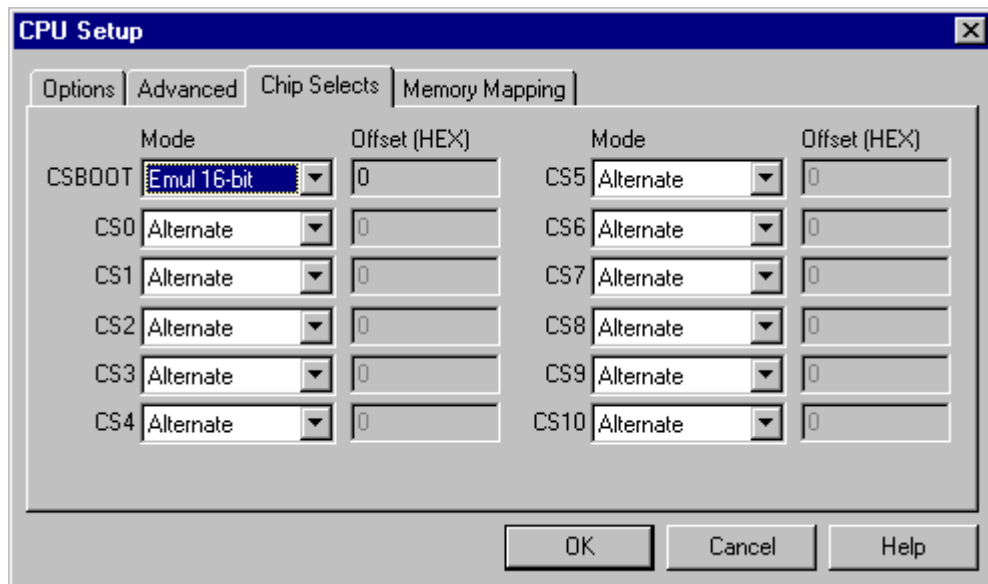 CPU Setup
Options Advanced Chip Selects Memory Mapping
Mode Offset (HEX) Mode Offset (HEX)
CSBOOT Emul 16-bit 0 CS5 Alternate 0
CS0 Alternate 0 CS6 Alternate 0
CS1 Alternate 0 CS7 Alternate 0
CS2 Alternate 0 CS8 Alternate 0
CS3 Alternate 0 CS9 Alternate 0
CS4 Alternate 0 CS10 Alternate 0
OK Cancel Help